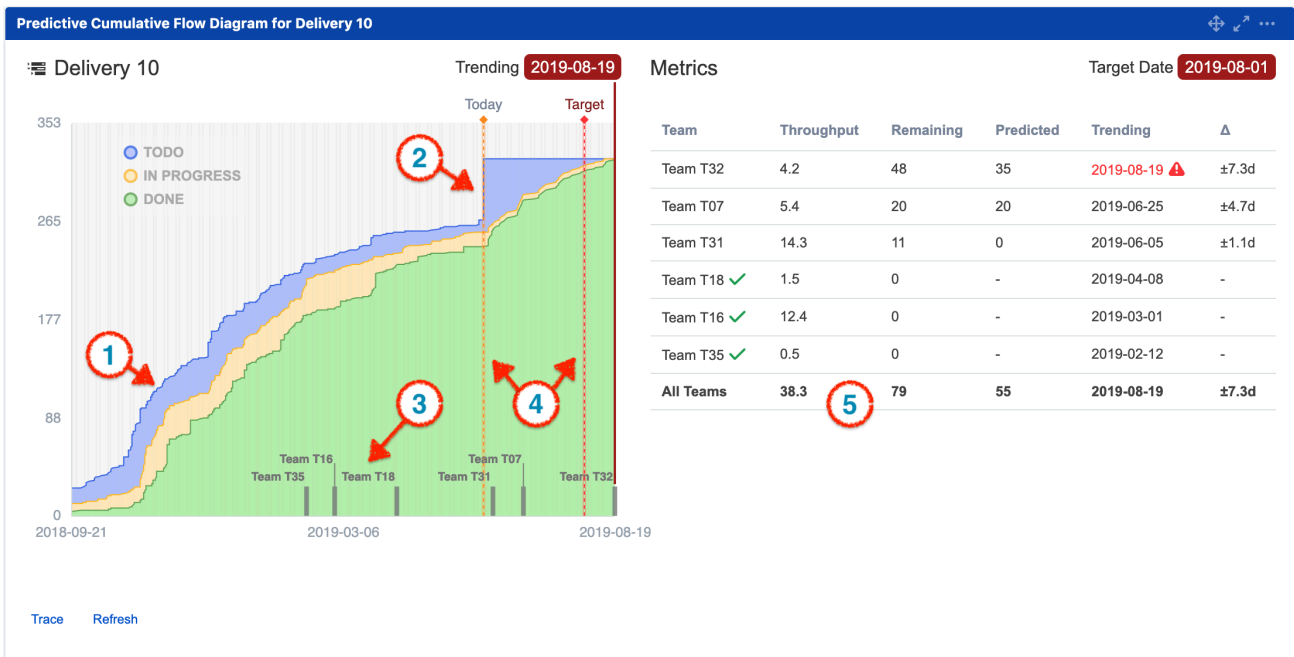 Predictive Cumulative Flow Diagram for Delivery 10
Delivery 10
Trending 2019-08-19
Today
Target
353
265
177
88
0
TODO
IN PROGRESS
DONE
1
2
3
4
Team T16
Team T07
Team T35
Team T18
Team T31
Team T32
2018-09-21
2019-03-06
2019-08-19
Trace
Refresh
Metrics
Target Date 2019-08-01
Team Throughput Remaining Predicted Trending Δ
Team T32 4.2 48 35 2019-08-19 ±7.3d
Team T07 5.4 20 20 2019-06-25 ±4.7d
Team T31 14.3 11 0 2019-06-05 ±1.1d
Team T18 1.5 0 - 2019-04-08 -
Team T16 12.4 0 - 2019-03-01 -
Team T35 0.5 0 - 2019-02-12 -
All Teams 38.3 79 55 2019-08-19 ±7.3d
5